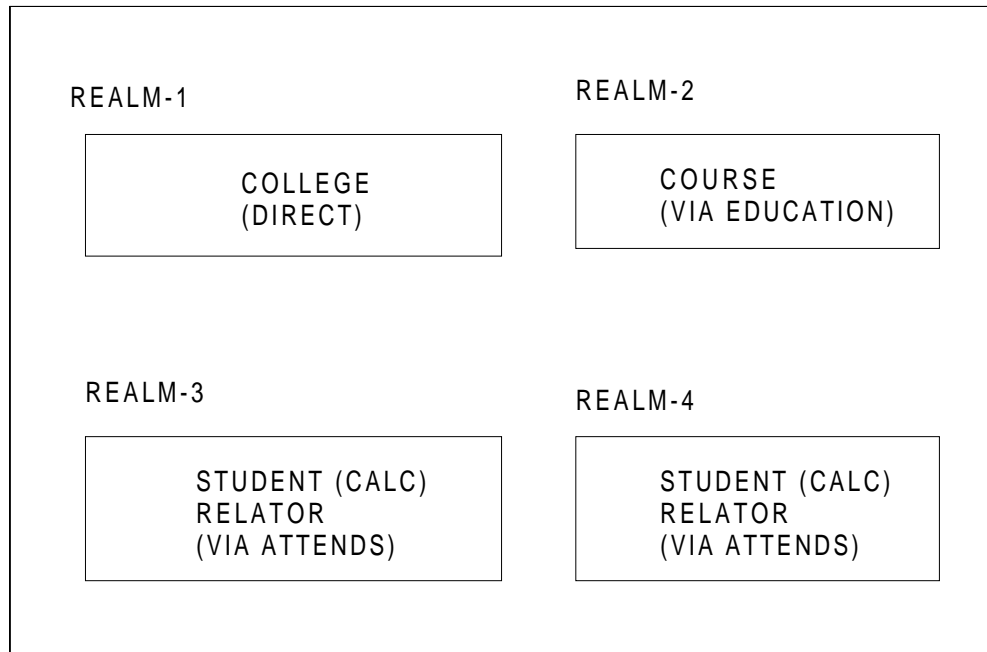 REALM-1
COLLEGE
(DIRECT)
REALM-2
COURSE
(VIA EDUCATION)
REALM-3
STUDENT (CALC)
RELATOR
(VIA ATTENDS)
REALM-4
STUDENT (CALC)
RELATOR
(VIA ATTENDS)